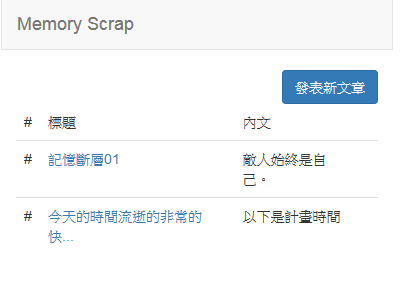 Memory Scrap
發表新文章
# 標題 內文
# 記憶斷層01 敵人始終是自
己。
# 今天的時間流逝的非常的 以下是計畫時間
快...